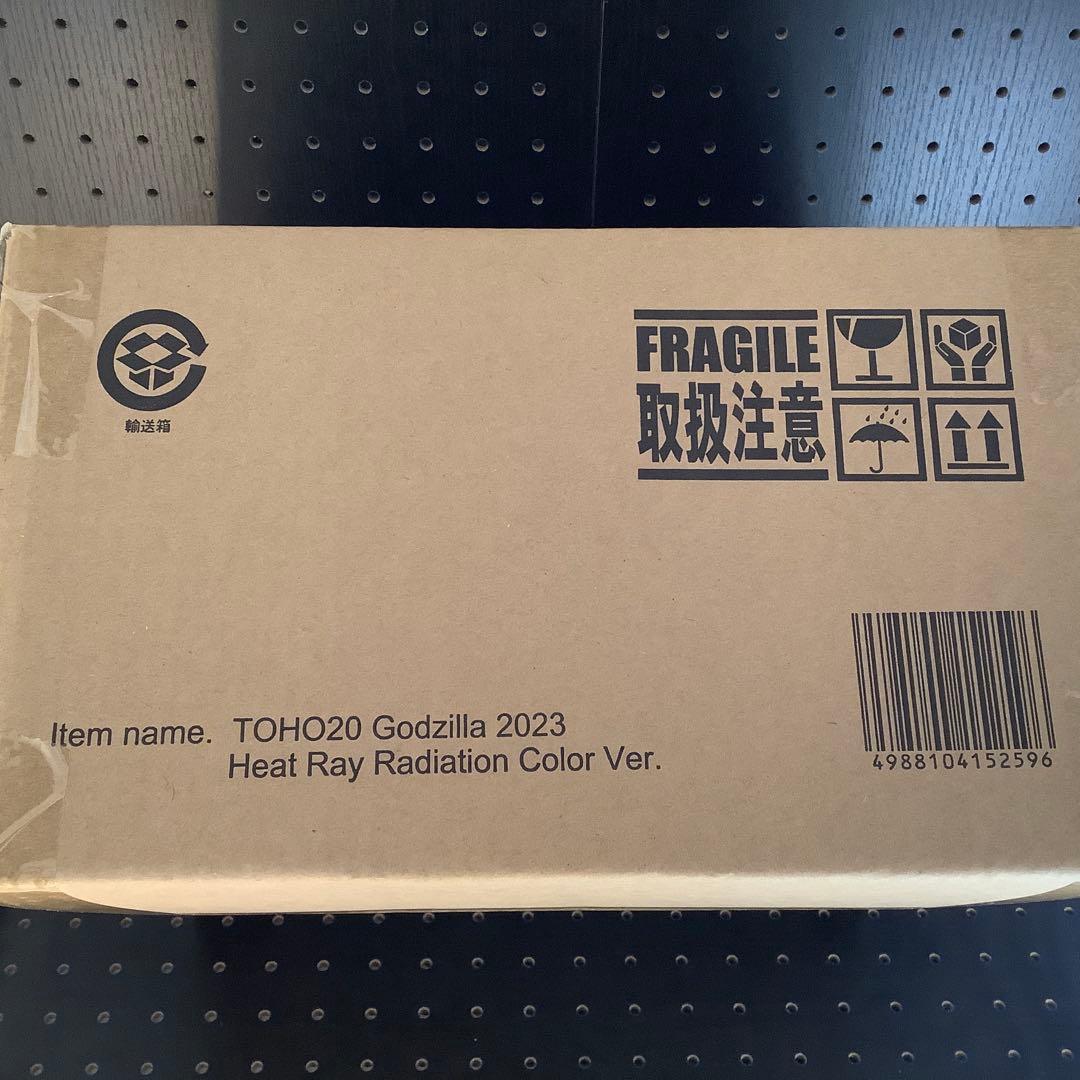 輸送箱
FRAGILE
取扱注意
Item name. TOHO20 Godzilla 2023
Heat Ray Radiation Color Ver.
4988104152596